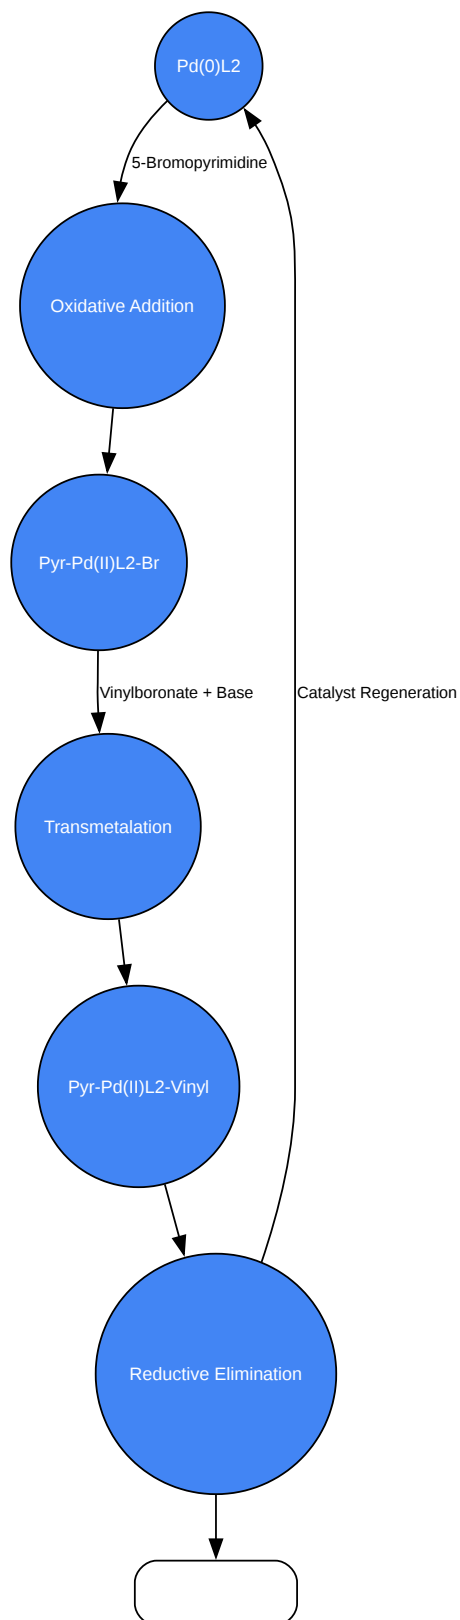 Pd(0)L2
5-Bromopyrimidine
Oxidative Addition
Pyr-Pd(II)L2-Br
Vinylboronate + Base
Catalyst Regeneration
Transmetalation
Pyr-Pd(II)L2-Vinyl
Reductive Elimination